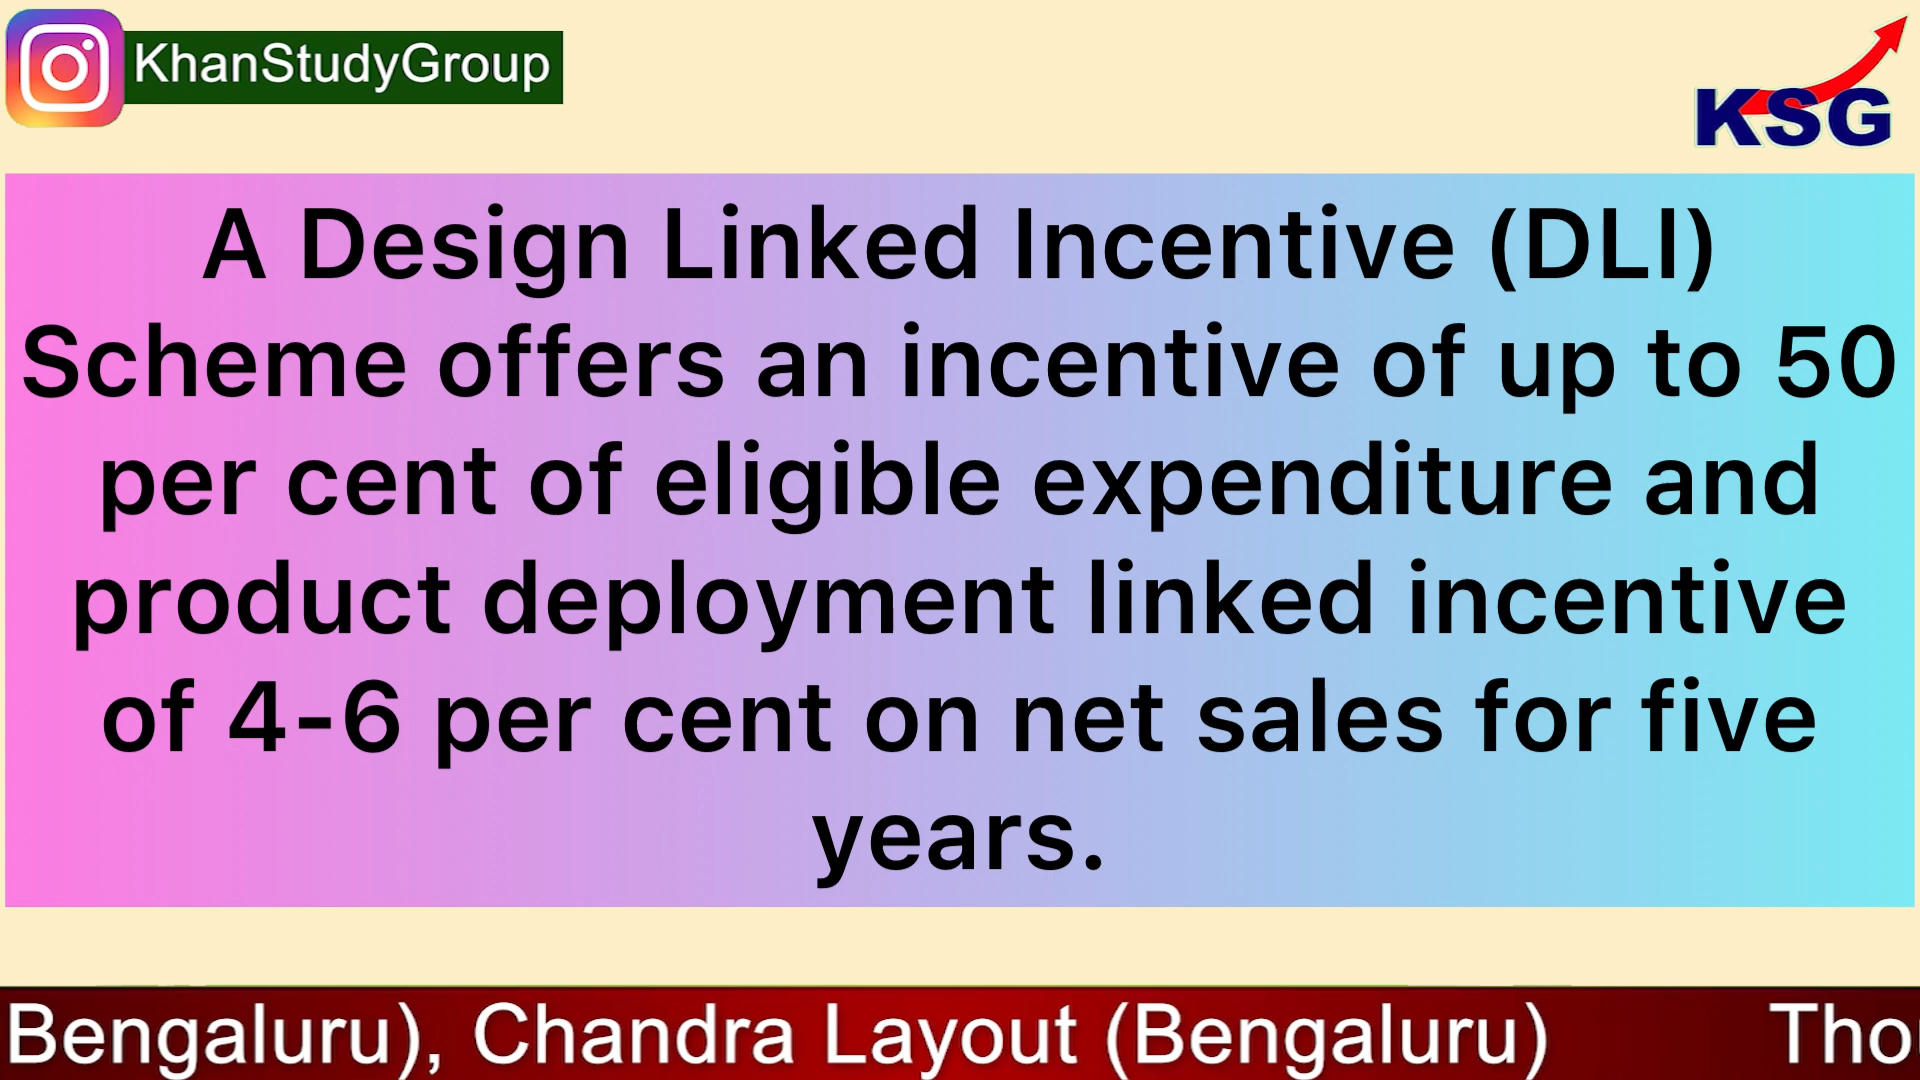 KhanStudyGroup
KSG
A Design Linked Incentive (DLI)
Scheme offers an incentive of up to 50
per cent of eligible expenditure and
product deployment linked incentive
of 4-6 per cent on net sales for five
years.
Bengaluru), Chandra Layout (Bengaluru)